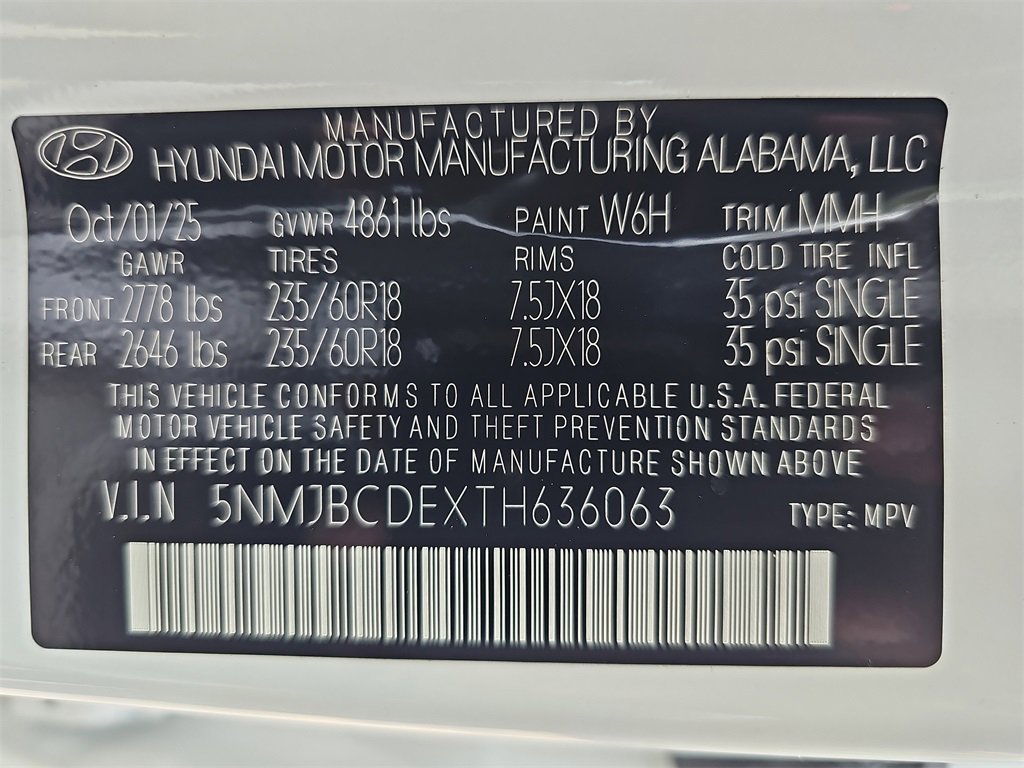 MANUFACTURED BY
HYUNDAI MOTOR MANUFACTURING ALABAMA, LLC
Oct/01/25 GVWR 4861 lbs PAINT W6H TRIM MMH
GAWR TIRES RIMS COLD TIRE INFL
FRONT 2778 lbs 235/60R18 7.5JX18 35 psi SINGLE
REAR 2646 lbs 235/60R18 7.5JX18 35 psi SINGLE
THIS VEHICLE CONFORMS TO ALL APPLICABLE U.S.A. FEDERAL
MOTOR VEHICLE SAFETY AND THEFT PREVENTION STANDARDS
IN EFFECT ON THE DATE OF MANUFACTURE SHOWN ABOVE
V.I.N 5NMJBCDEXTH636063 TYPE: MPV